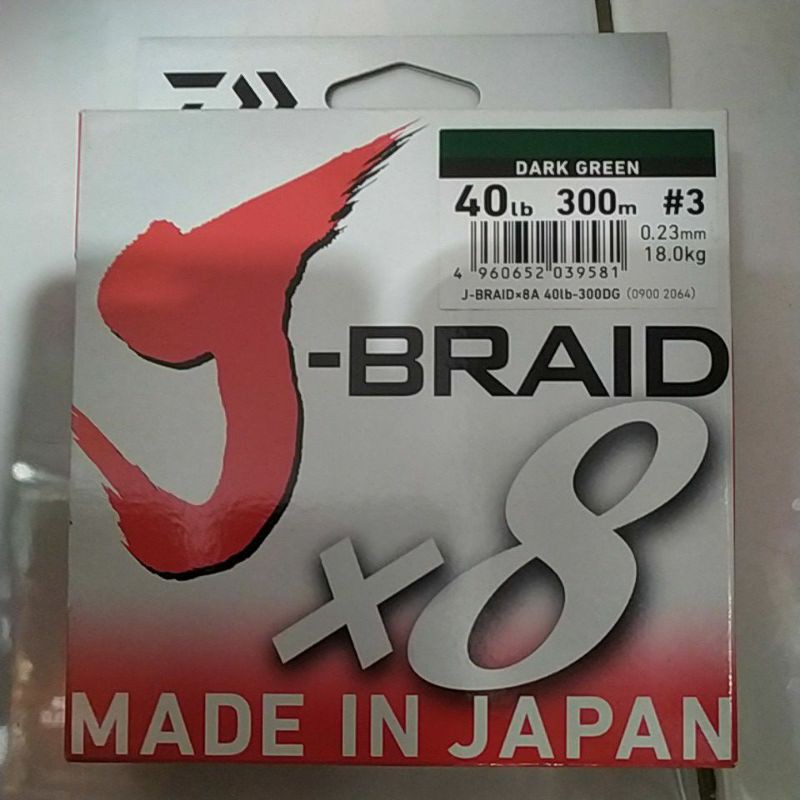 DARK GREEN
40lb 300m #3
0.23mm
18.0kg
4 960652 039581
J-BRAID×8A 40lb-300DG (0900 2064)
J-BRAID
×8
MADE IN JAPAN